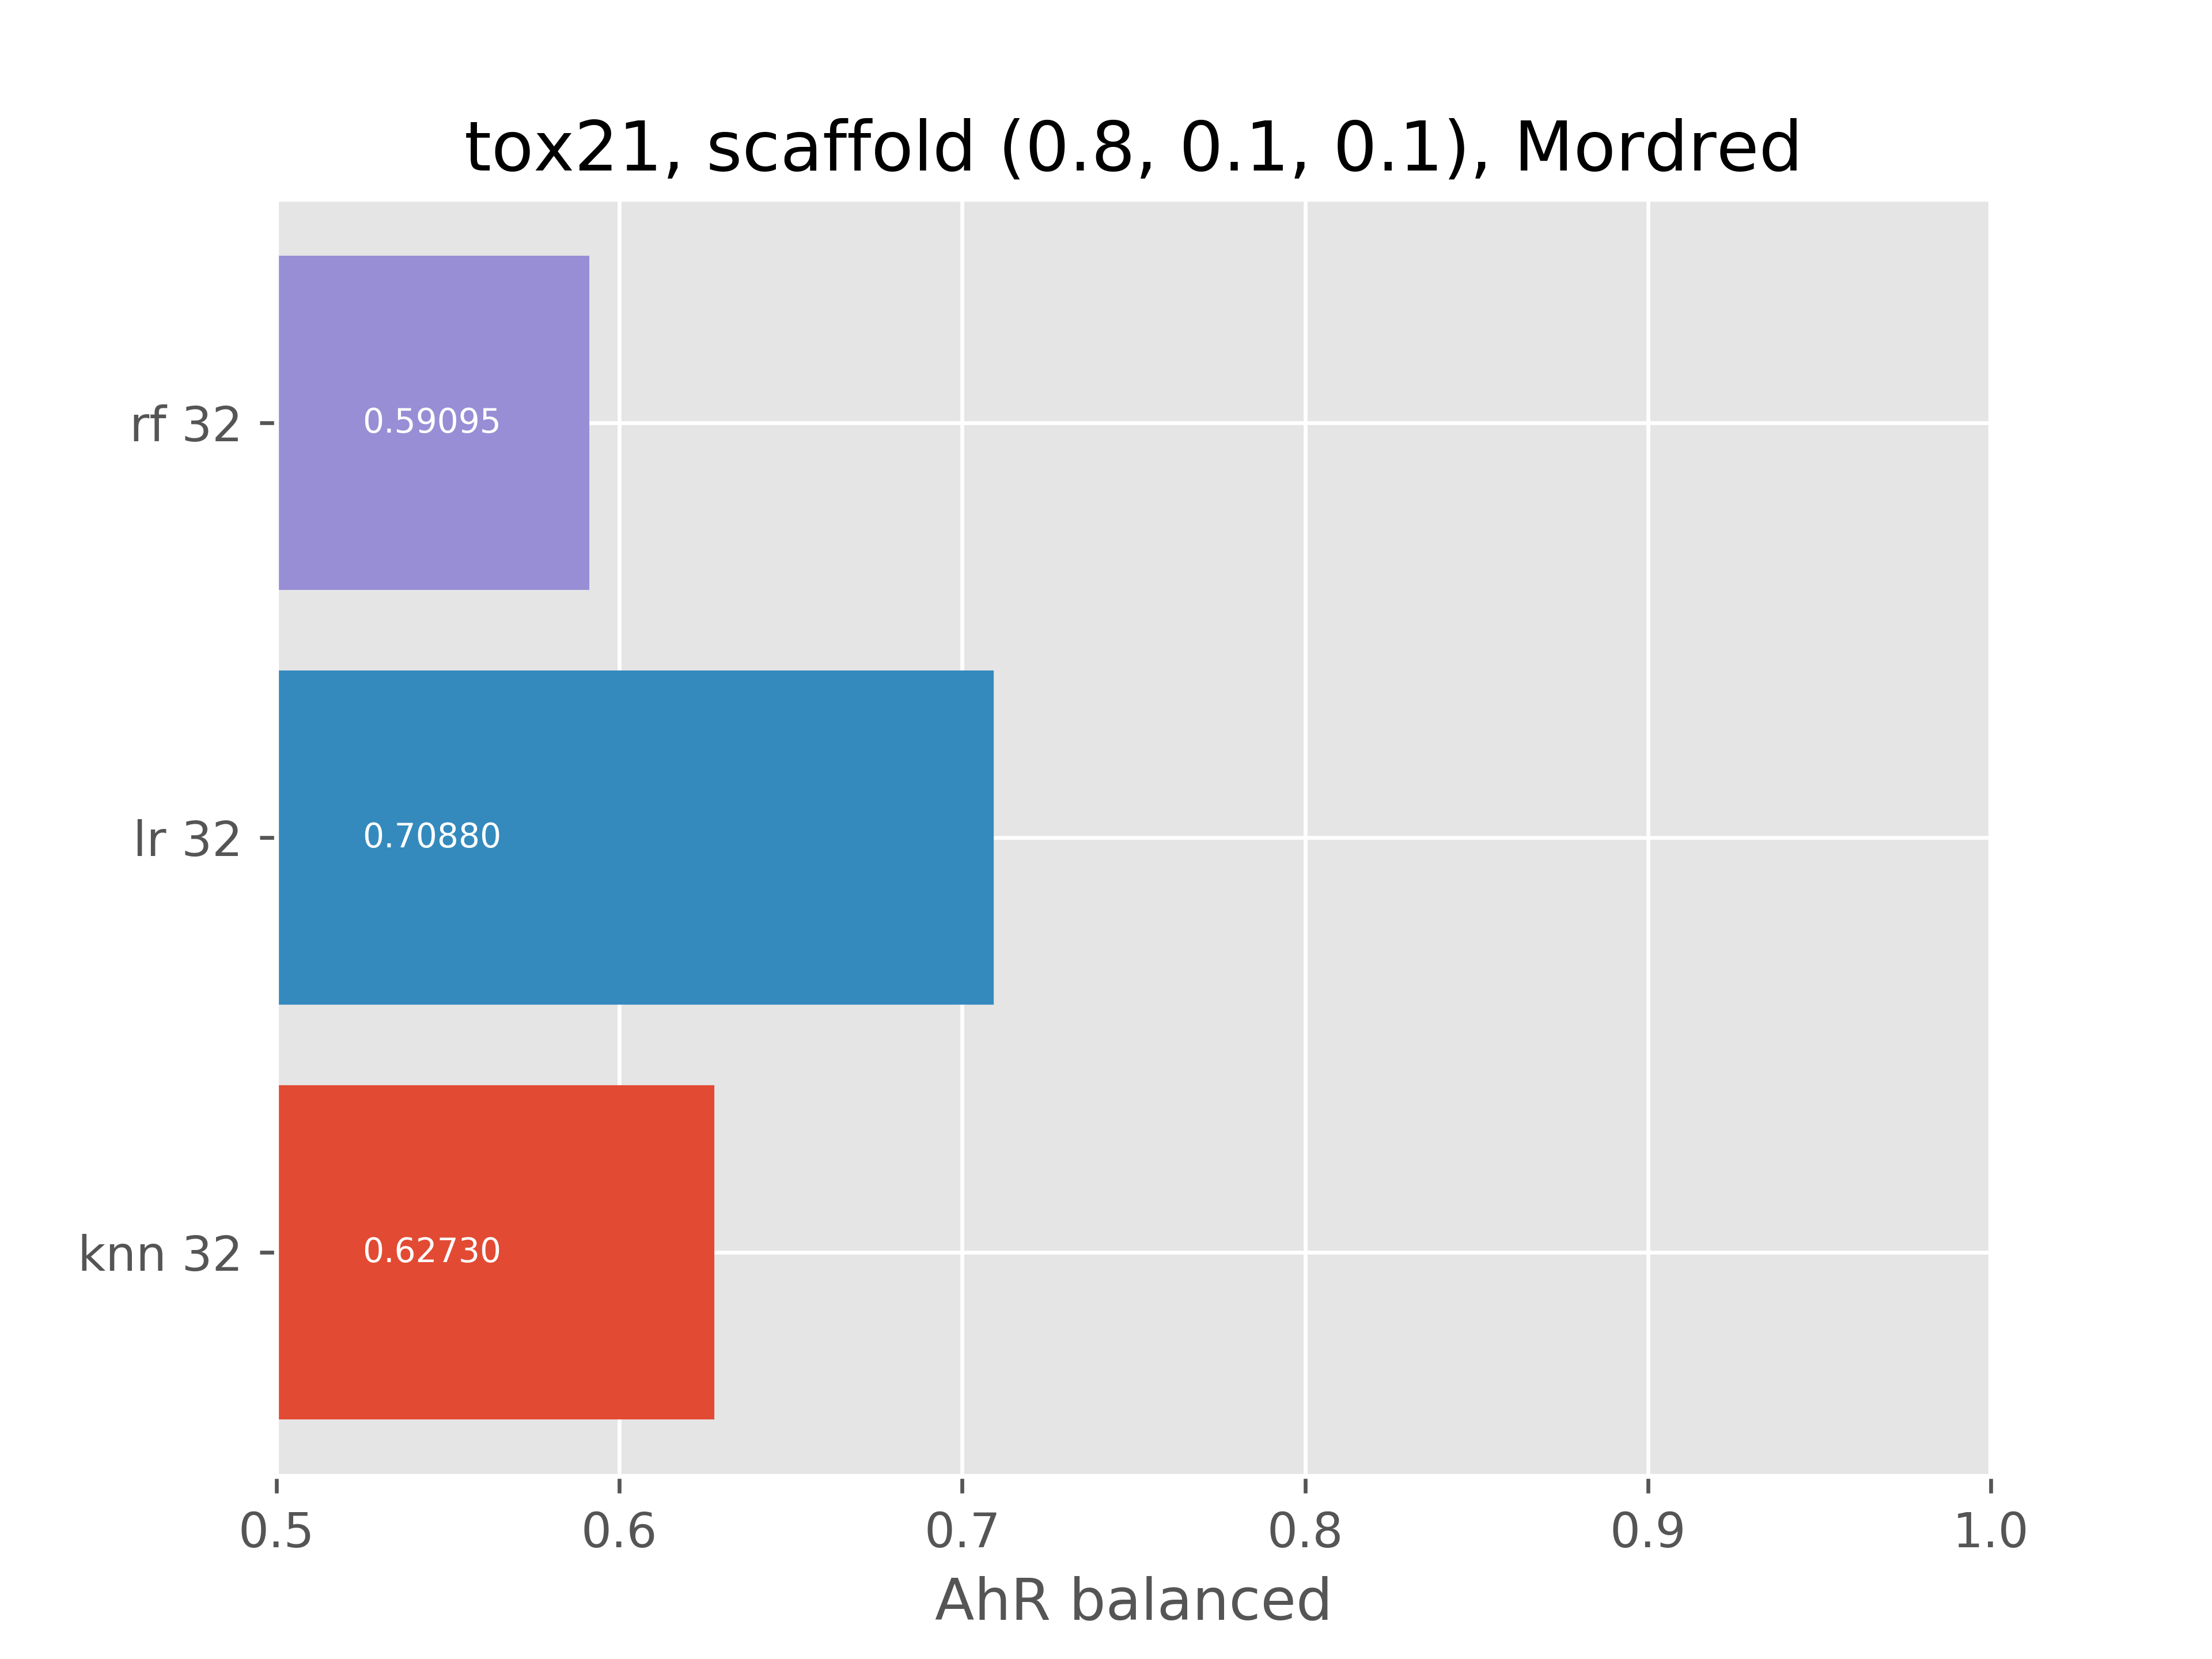 tox21, scaffold (0.8, 0.1, 0.1), Mordred
rf 32
0.59095
lr 32
0.70880
knn 32
0.62730
0.5 0.6 0.7 0.8 0.9 1.0
AhR balanced